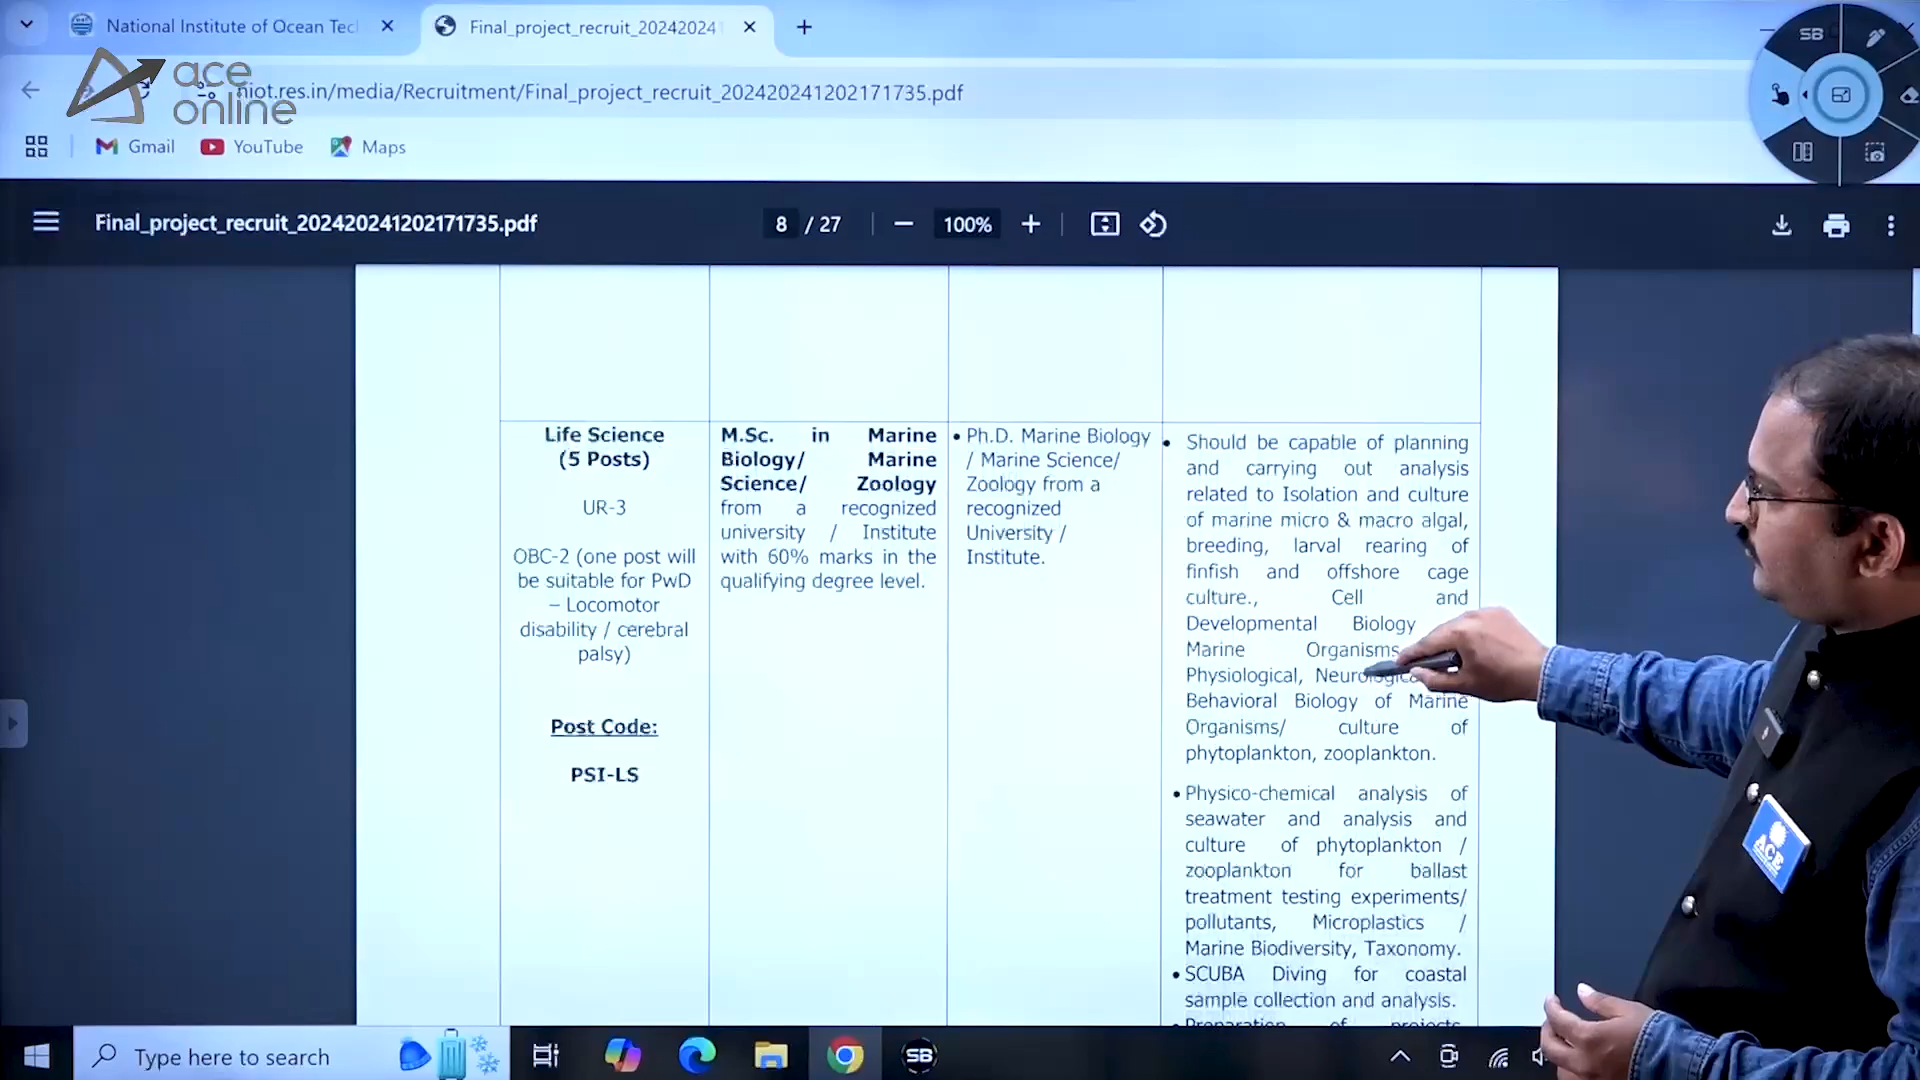 National Institute of Ocean Tec
Final_project_recruit_20242024
SB
ace
online
niot.res.in/media/Recruitment/Final_project_recruit_202420241202171735.pdf
Gmail
YouTube
Maps
Final_project_recruit_202420241202171735.pdf
8 / 27
100%
Life Science
(5 Posts)
UR-3
OBC-2 (one post will
be suitable for PwD
– Locomotor
disability / cerebral
palsy)
Post Code:
PSI-LS
M.Sc. in Marine
Biology/ Marine
Science/ Zoology
from a recognized
university / Institute
with 60% marks in the
qualifying degree level.
• Ph.D. Marine Biology
/ Marine Science/
Zoology from a
recognized
University /
Institute.
• Should be capable of planning
and carrying out analysis
related to Isolation and culture
of marine micro & macro algal,
breeding, larval rearing of
finfish and offshore cage
culture., Cell and
Developmental Biology
Marine Organisms
Physiological,
Behavioral Biology of Marine
Organisms/ culture of
phytoplankton, zooplankton.
• Physico-chemical analysis of
seawater and analysis and
culture of phytoplankton /
zooplankton for ballast
treatment testing experiments/
pollutants, Microplastics /
Marine Biodiversity, Taxonomy.
• SCUBA Diving for coastal
sample collection and analysis.
• Preparation of projects,
ACE
Type here to search
SB